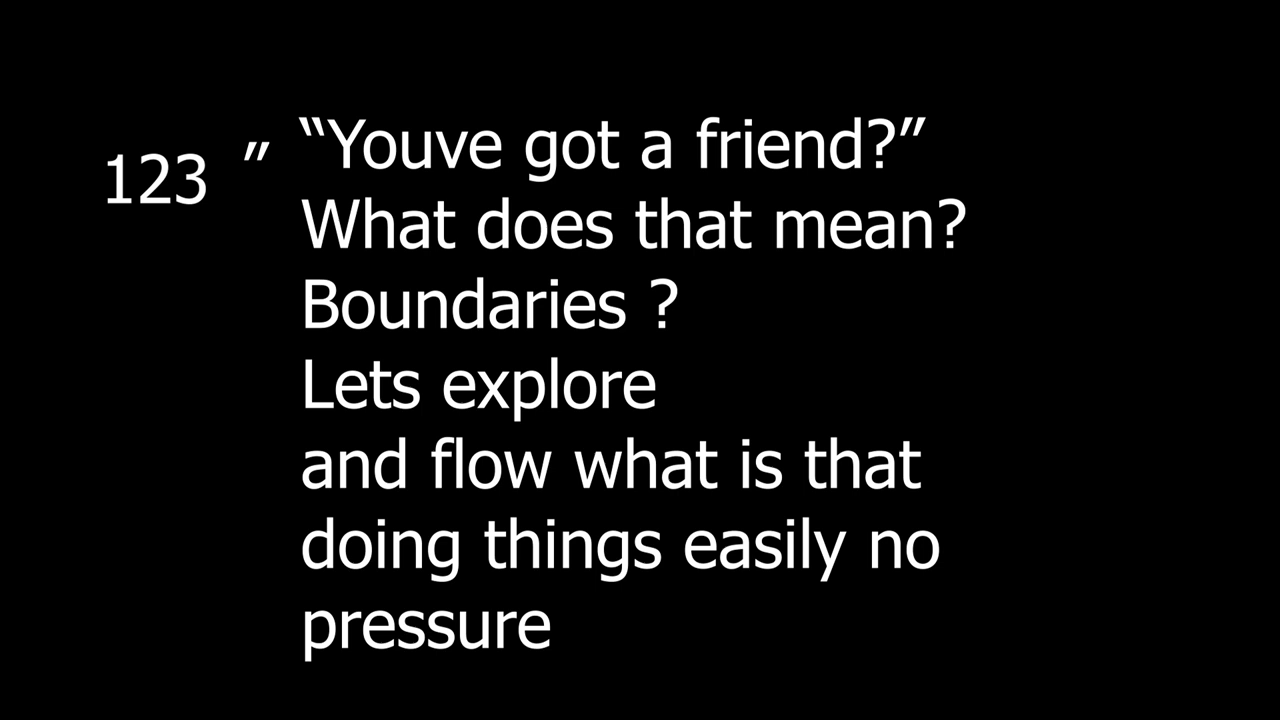 123 ” “Youve got a friend?”
What does that mean?
Boundaries ?
Lets explore
and flow what is that
doing things easily no
pressure